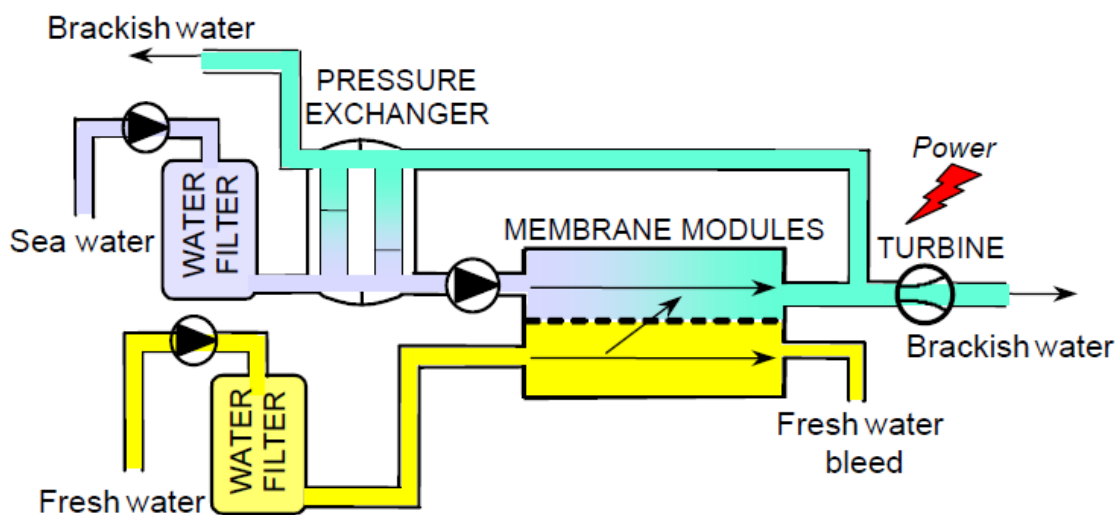 Brackish water
PRESSURE
EXCHANGER
Power
WATER
FILTER
Sea water
MEMBRANE MODULES
TURBINE
Brackish water
WATER
FILTER
Fresh water
bleed
Fresh water